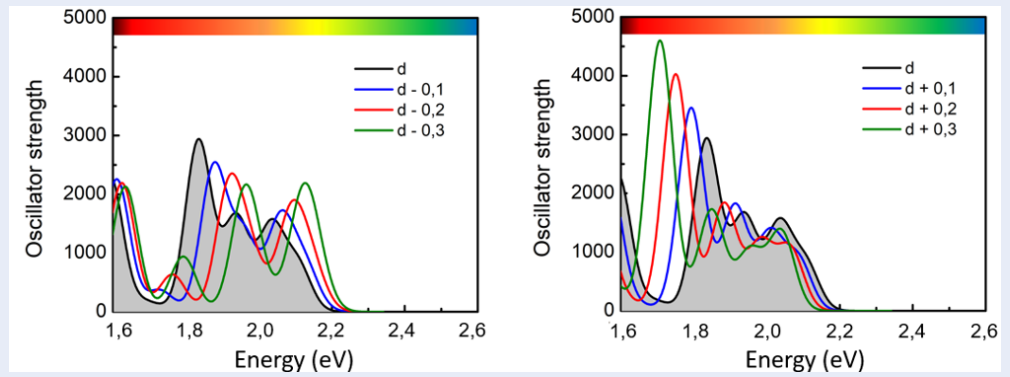 5000
4000
3000
2000
1000
0
Oscillator strength
d
d - 0,1
d - 0,2
d - 0,3
1,6 1,8 2,0 2,2 2,4 2,6
Energy (eV)
5000
4000
3000
2000
1000
0
Oscillator strength
d
d + 0,1
d + 0,2
d + 0,3
1,6 1,8 2,0 2,2 2,4 2,6
Energy (eV)